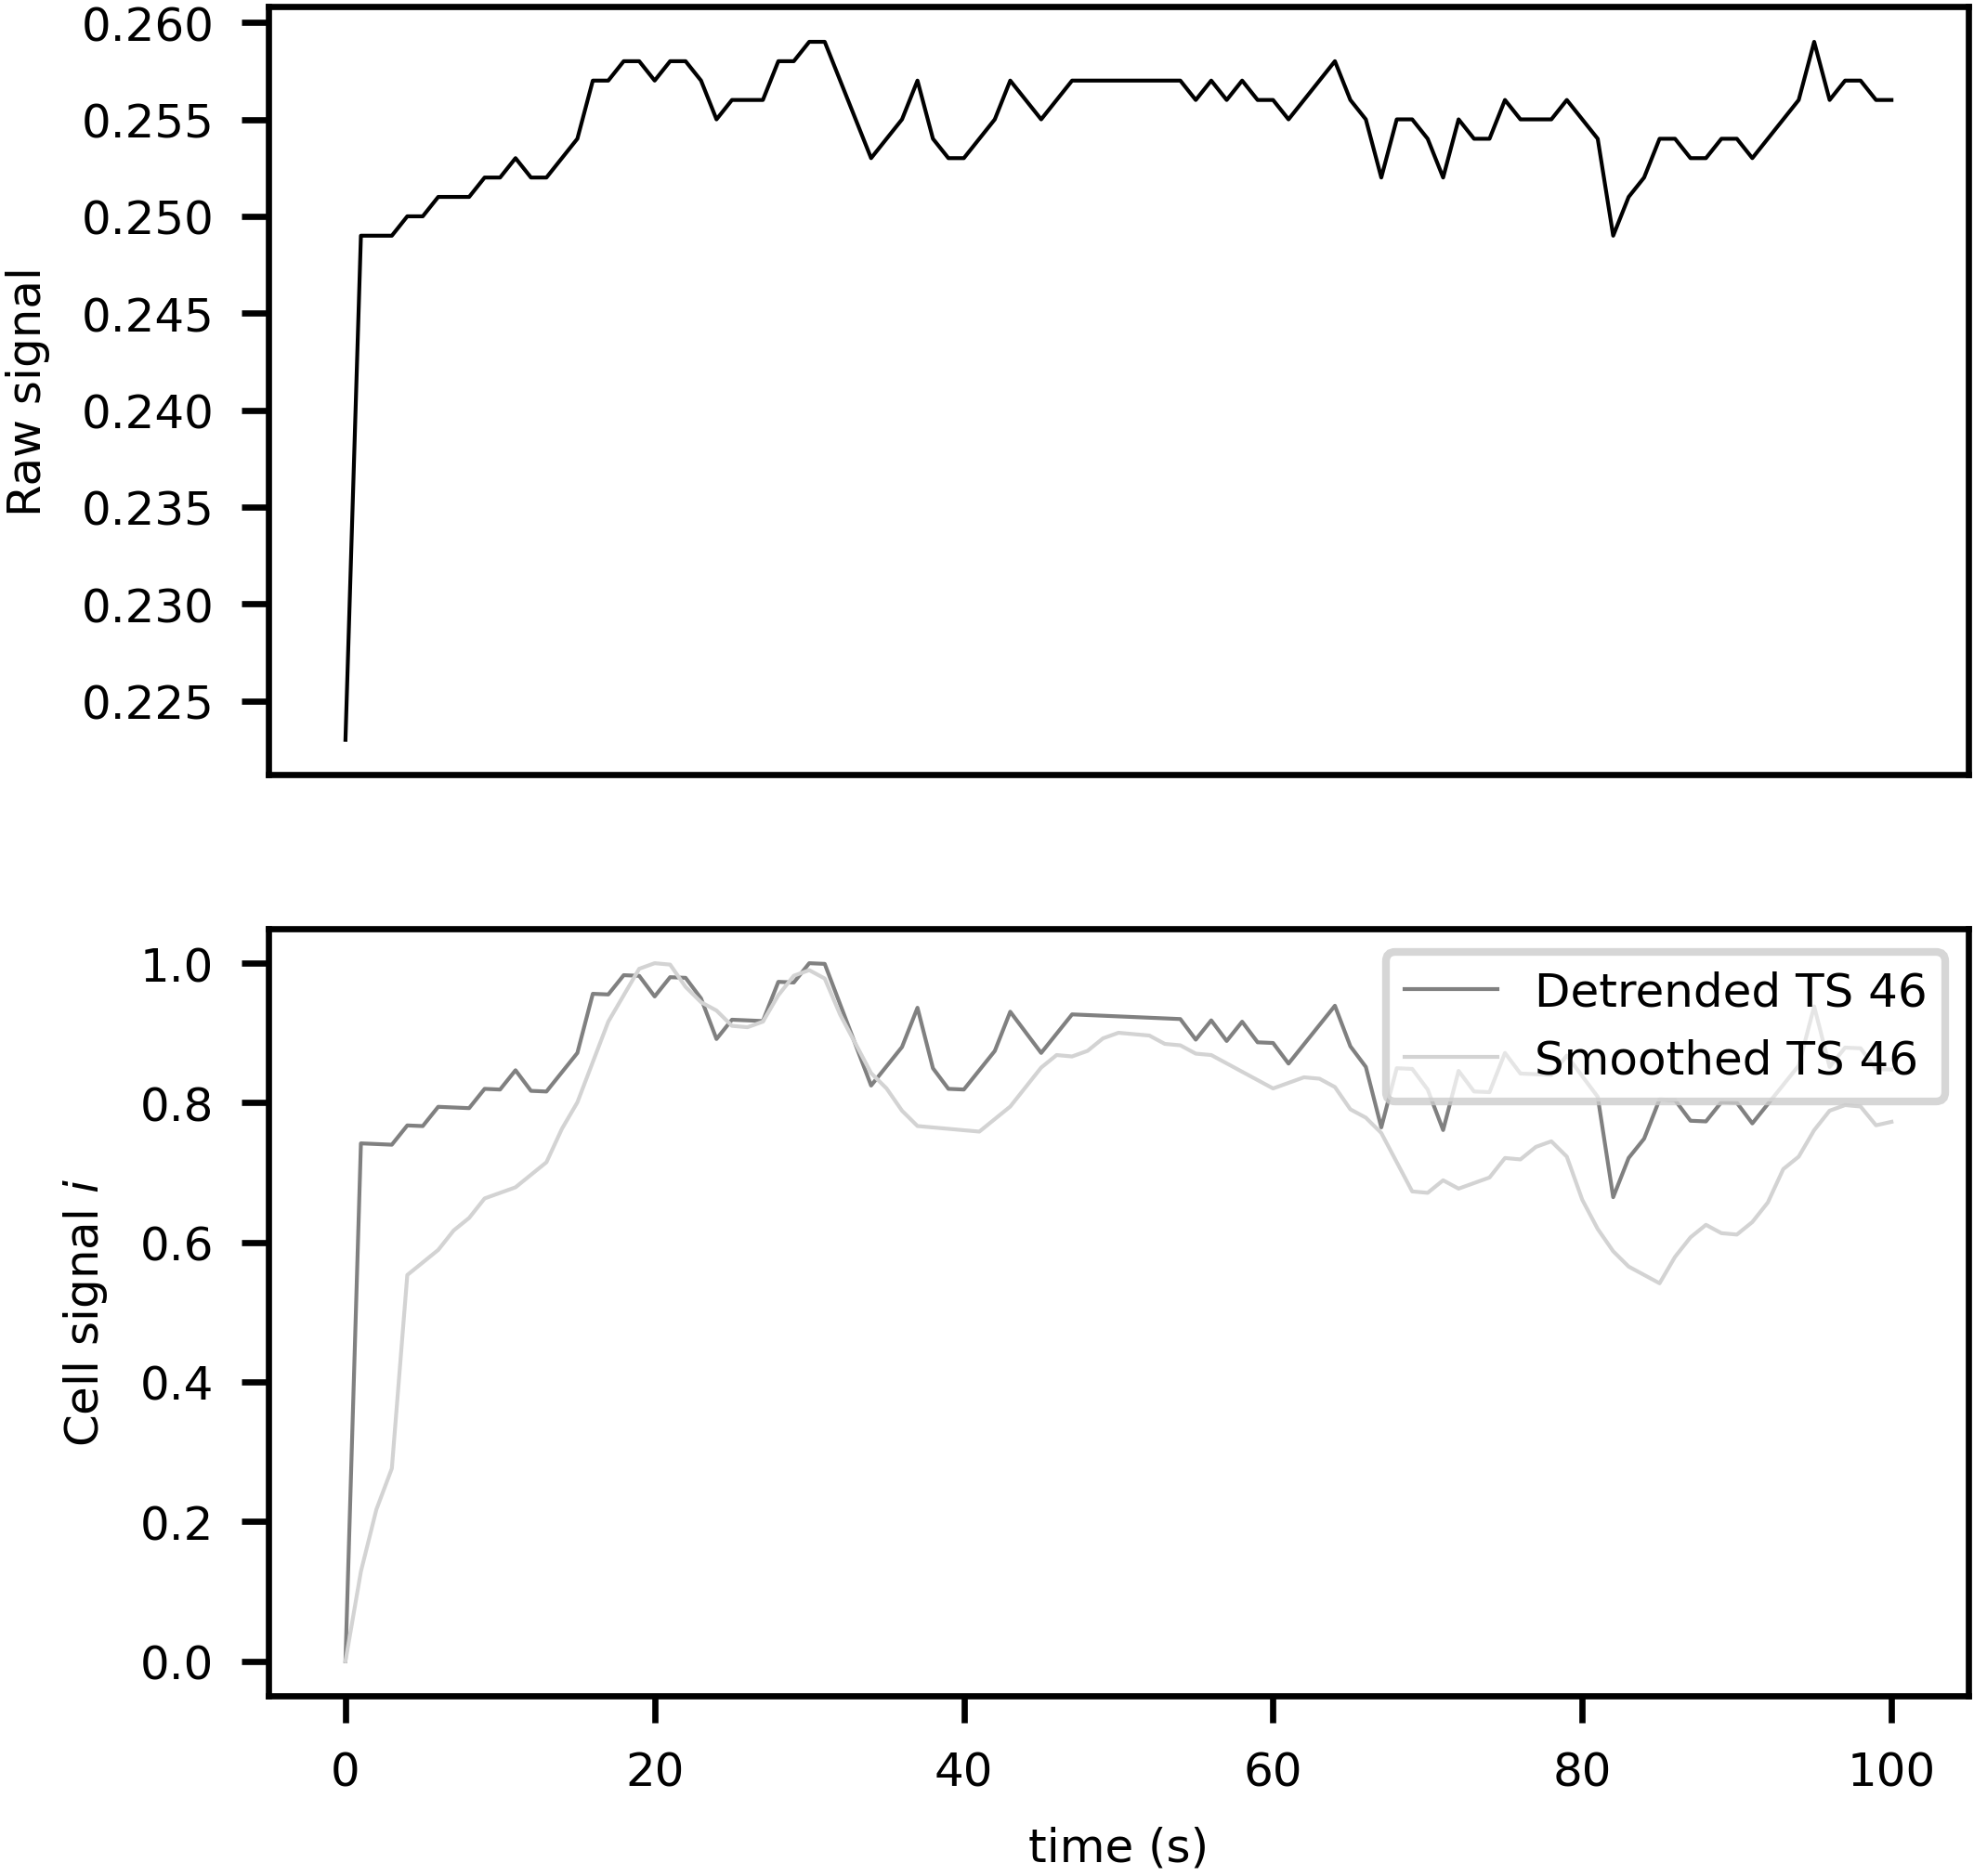 Raw signal
0.260
0.255
0.250
0.245
0.240
0.235
0.230
0.225
Cell signal i
1.0
0.8
0.6
0.4
0.2
0.0
Detrended TS 46
Smoothed TS 46
0 20 40 60 80 100
time (s)